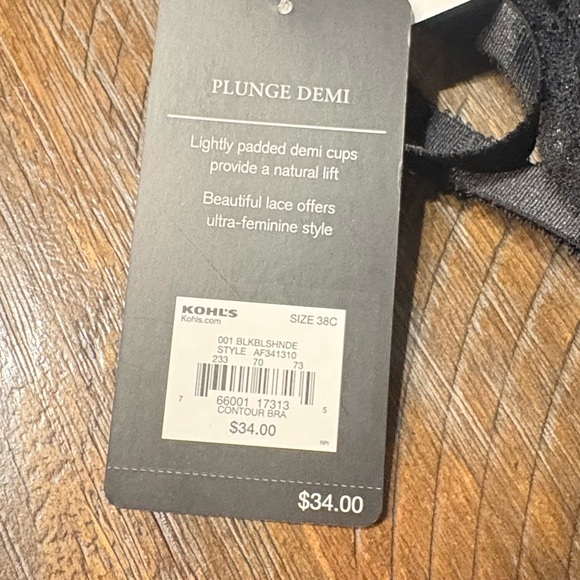 PLUNGE DEMI
Lightly padded demi cups
provide a natural lift
Beautiful lace offers
ultra-feminine style
KOHL'S SIZE 38C
Kohls.com
001 BLKBLSHNDE
STYLE AF341310
233 70 73
7 66001 17313 5
CONTOUR BRA
$34.00
RPI
$34.00